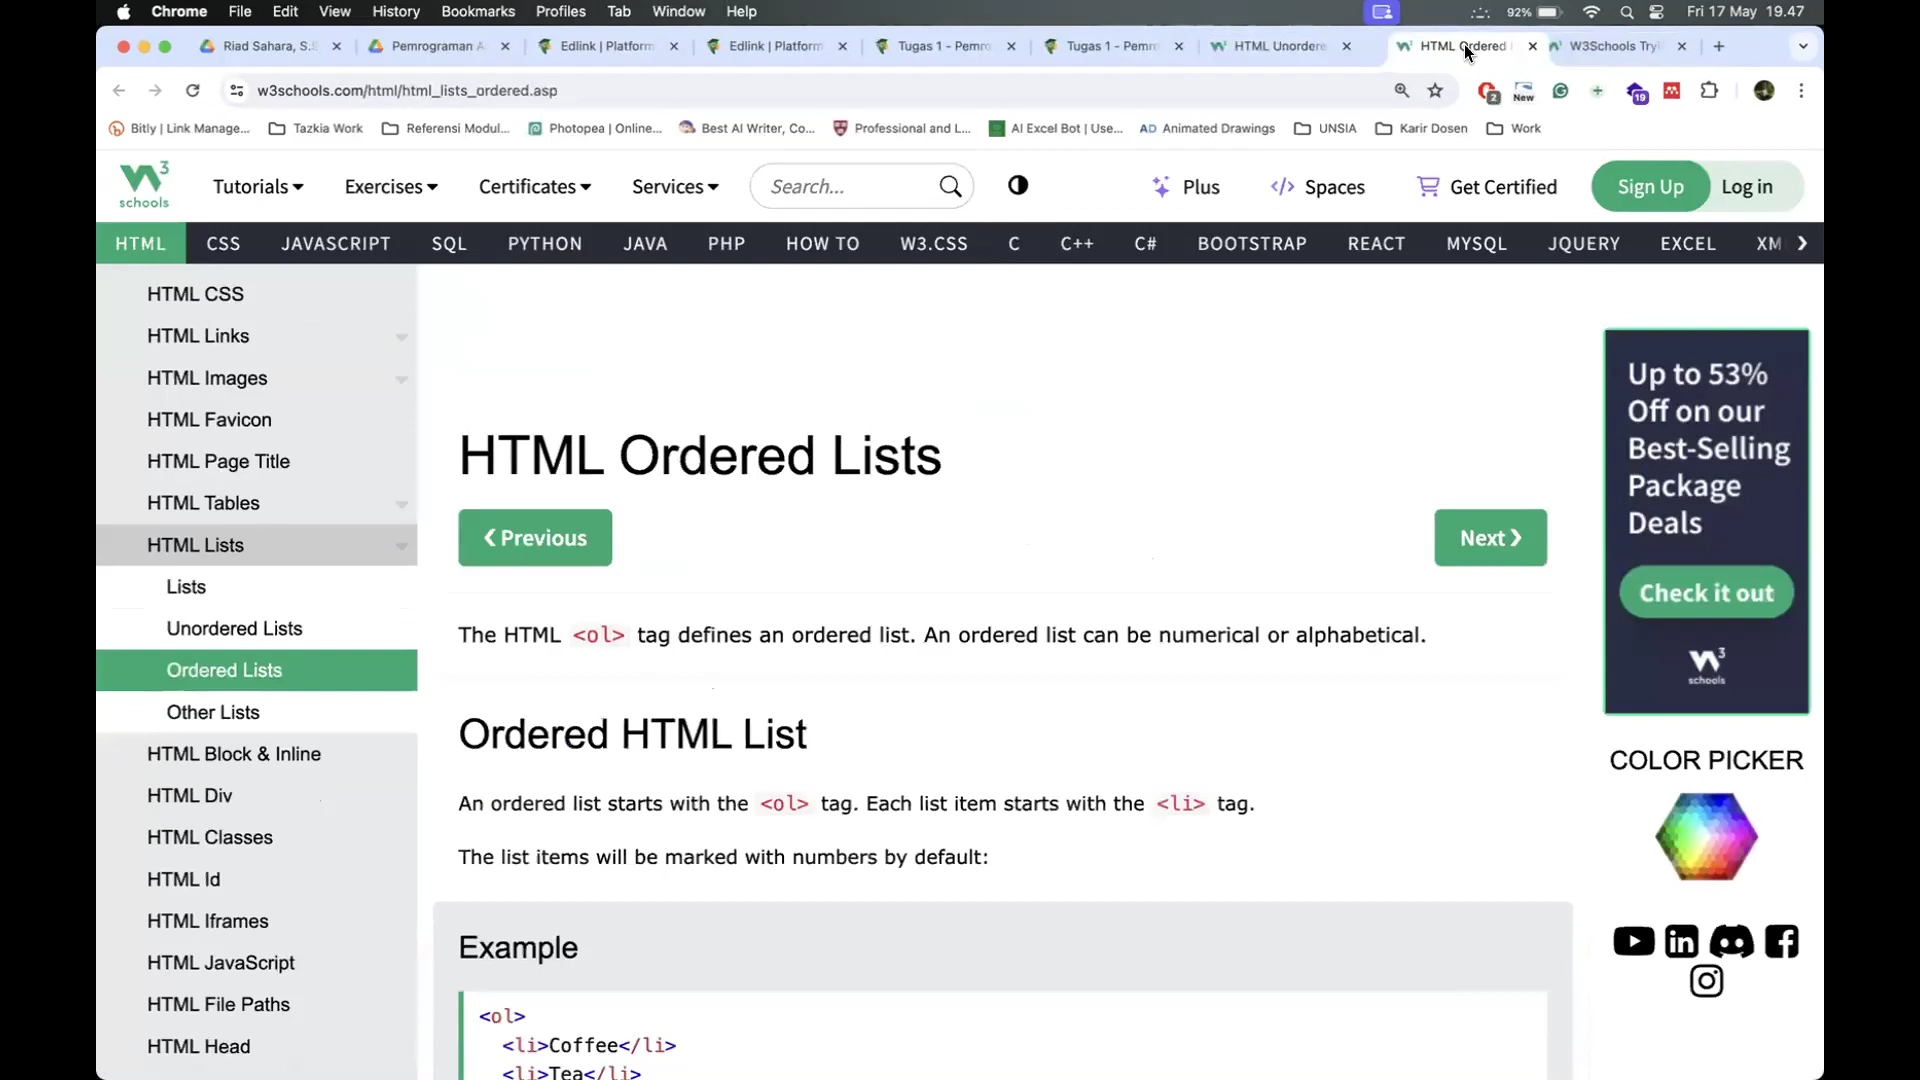 Chrome File Edit View History Bookmarks Profiles Tab Window Help 92% Fri 17 May 19.47
Riad Sahara, S.S Pemrograman A Edlink | Platform Edlink | Platform Tugas 1 - Pemro Tugas 1 - Pemro HTML Unordere HTML Ordered W3Schools Tryi
w3schools.com/html/html_lists_ordered.asp 2 New 19
Bitly | Link Manage... Tazkia Work Referensi Modul... Photopea | Online... Best AI Writer, Co... Professional and L... AI Excel Bot | Use... AD Animated Drawings UNSIA Karir Dosen Work
W3 schools Tutorials Exercises Certificates Services Search... Plus Spaces Get Certified Sign Up Log in
HTML CSS JAVASCRIPT SQL PYTHON JAVA PHP HOW TO W3.CSS C C++ C# BOOTSTRAP REACT MYSQL JQUERY EXCEL XM
HTML CSS
HTML Links
HTML Images
HTML Favicon
HTML Page Title
HTML Tables
HTML Lists
Lists
Unordered Lists
Ordered Lists
Other Lists
HTML Block & Inline
HTML Div
HTML Classes
HTML Id
HTML Iframes
HTML JavaScript
HTML File Paths
HTML Head
HTML Ordered Lists
❮ Previous Next ❯
The HTML <ol> tag defines an ordered list. An ordered list can be numerical or alphabetical.
Ordered HTML List
An ordered list starts with the <ol> tag. Each list item starts with the <li> tag.
The list items will be marked with numbers by default:
Example
<ol>
<li>Coffee</li>
<li>Tea</li>
Up to 53%
Off on our
Best-Selling
Package
Deals
Check it out
W3 schools
COLOR PICKER